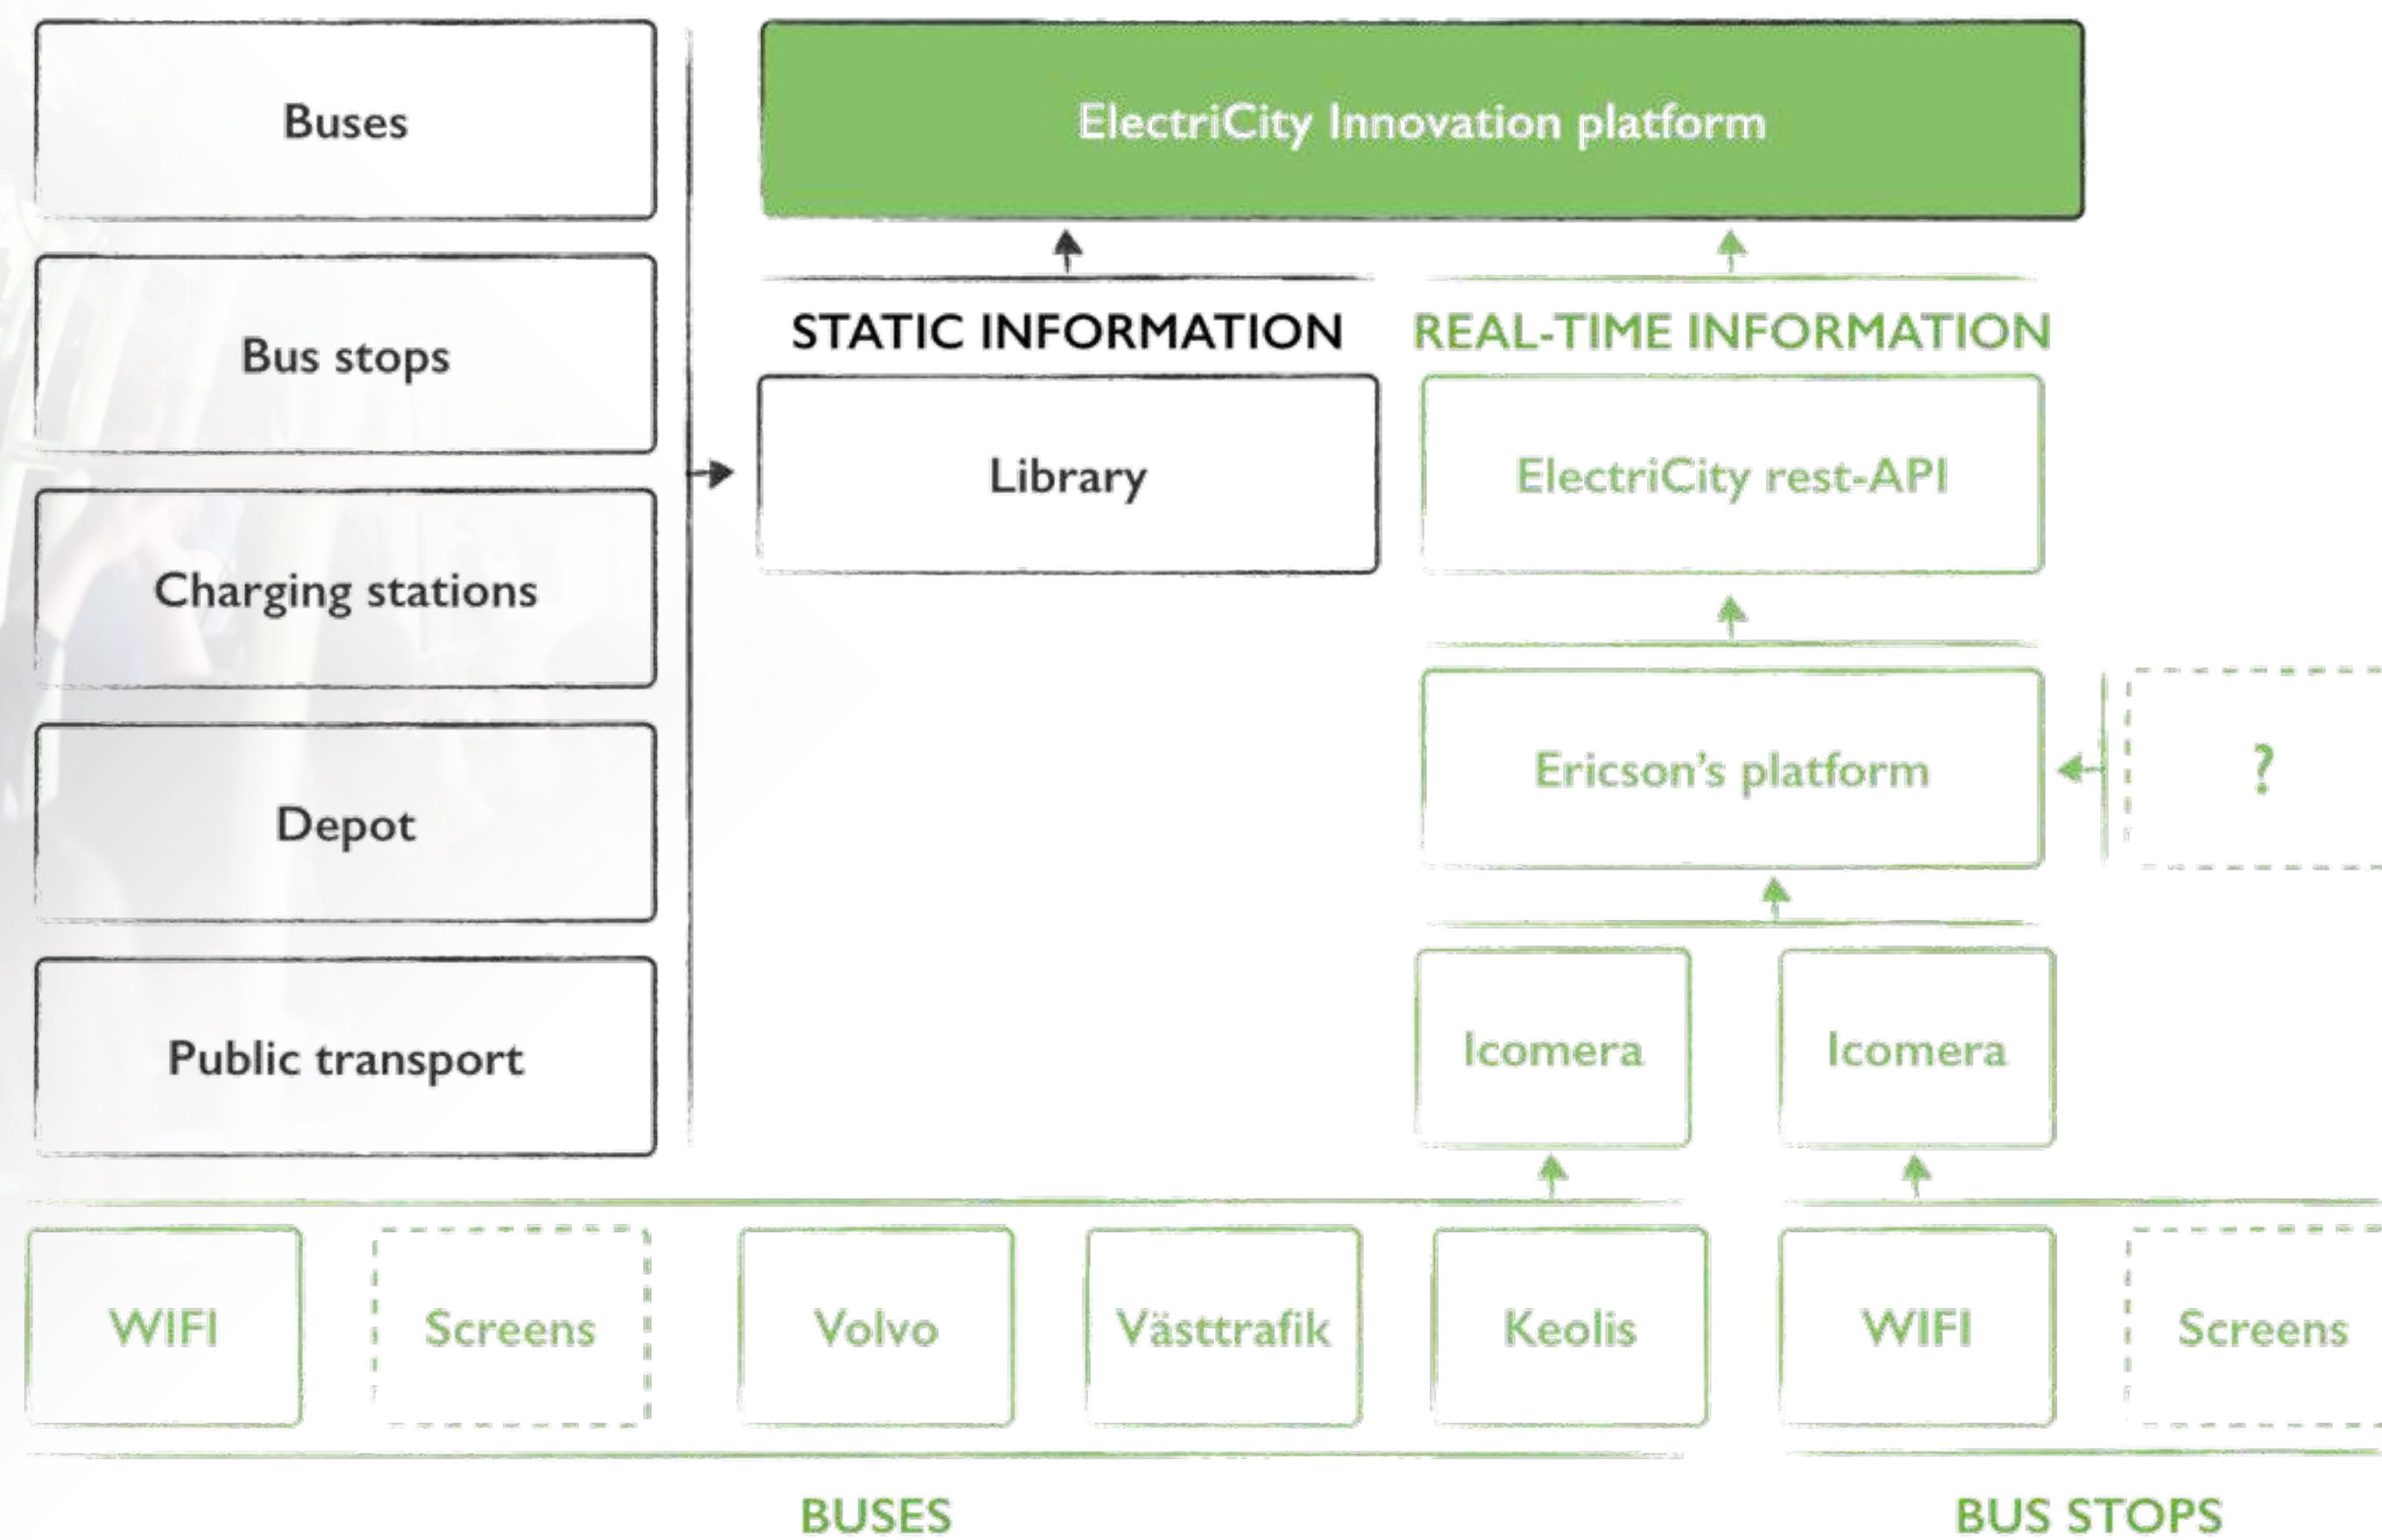 Buses
ElectriCity Innovation platform
Bus stops
STATIC INFORMATION
REAL-TIME INFORMATION
Library
ElectriCity rest-API
Charging stations
Depot
Ericson's platform
?
Public transport
Icomera
Icomera
WIFI
Screens
Volvo
Västtrafik
Keolis
WIFI
Screens
BUSES
BUS STOPS